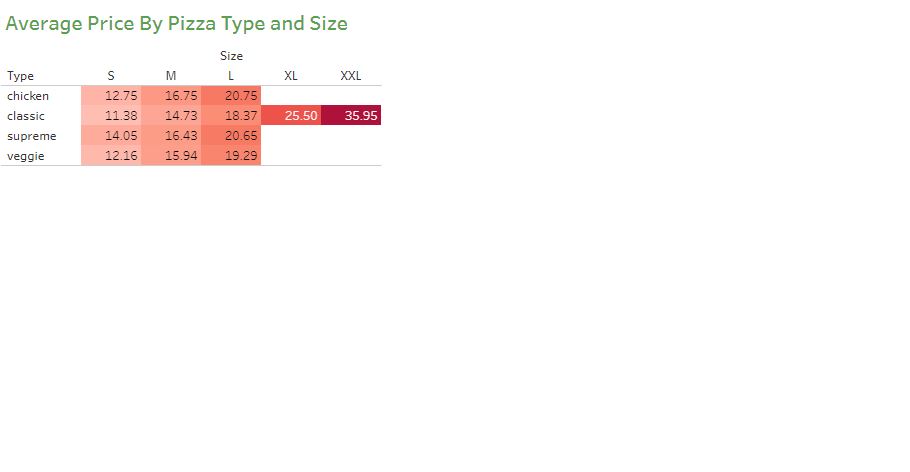 Average Price By Pizza Type and Size
Size
Type S M L XL XXL
chicken 12.75 16.75 20.75
classic 11.38 14.73 18.37 25.50 35.95
supreme 14.05 16.43 20.65
veggie 12.16 15.94 19.29